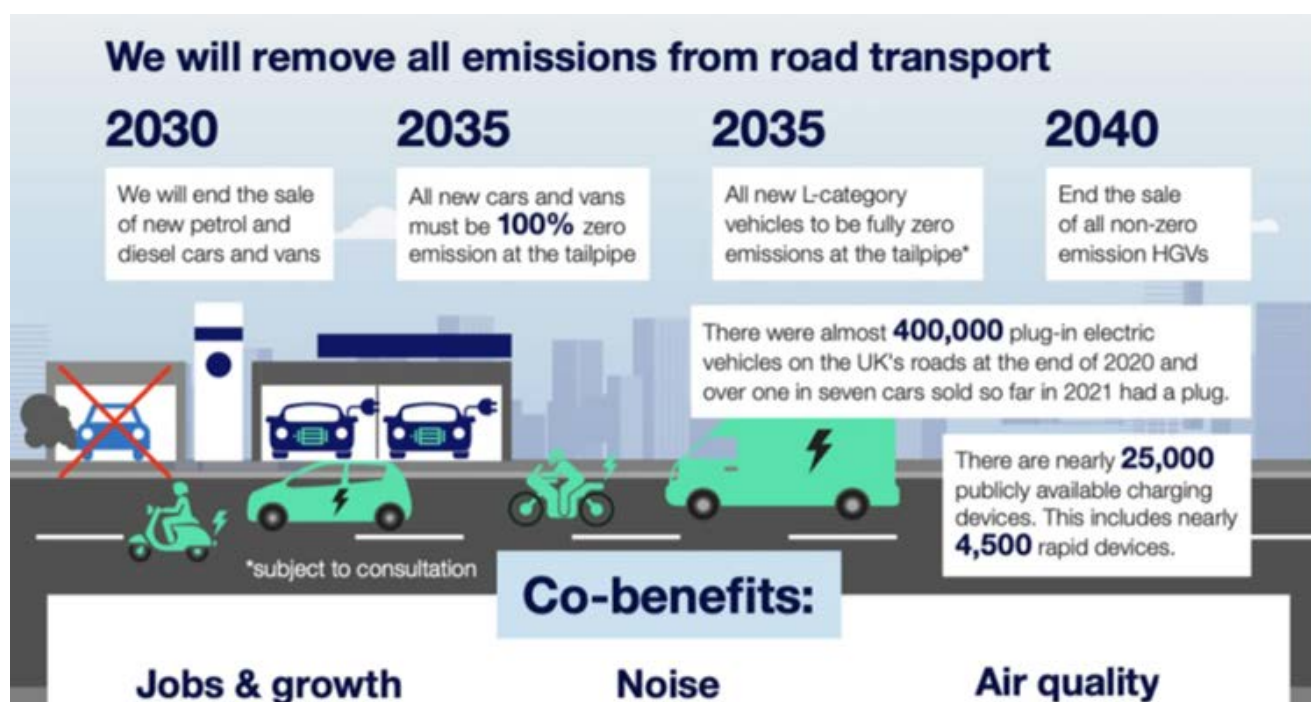 We will remove all emissions from road transport
2030
We will end the sale
of new petrol and
diesel cars and vans
2035
All new cars and vans
must be 100% zero
emission at the tailpipe
2035
All new L-category
vehicles to be fully zero
emissions at the tailpipe*
2040
End the sale
of all non-zero
emission HGVs
There were almost 400,000 plug-in electric
vehicles on the UK's roads at the end of 2020 and
over one in seven cars sold so far in 2021 had a plug.
There are nearly 25,000
publicly available charging
devices. This includes nearly
4,500 rapid devices.
*subject to consultation
Co-benefits:
Jobs & growth
Noise
Air quality